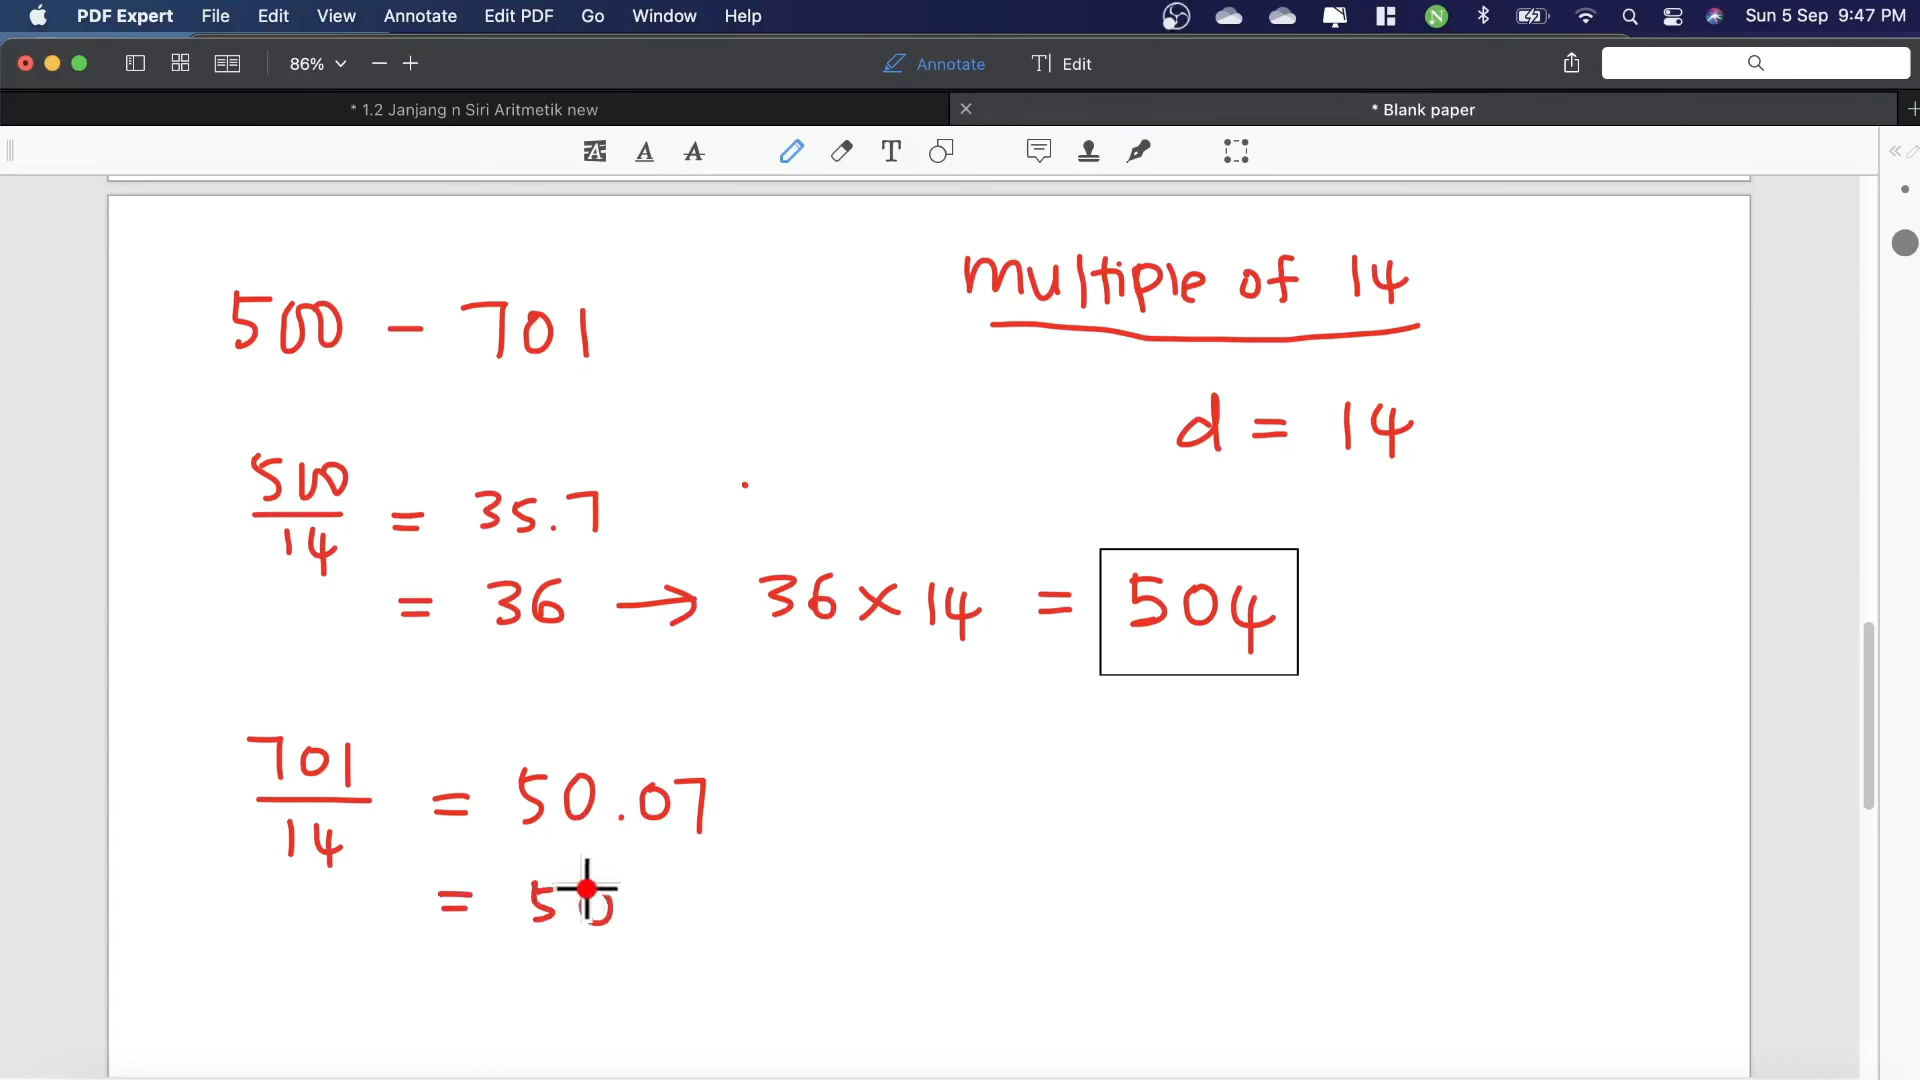 PDF Expert File Edit View Annotate Edit PDF Go Window Help Sun 5 Sep 9:47 PM
86% Annotate Edit
* 1.2 Janjang n Siri Aritmetik new * Blank paper
multiple of 14
500 - 701
d = 14
500/14 = 35.7
= 36 → 36 × 14 = 504
701/14 = 50.07
= 50